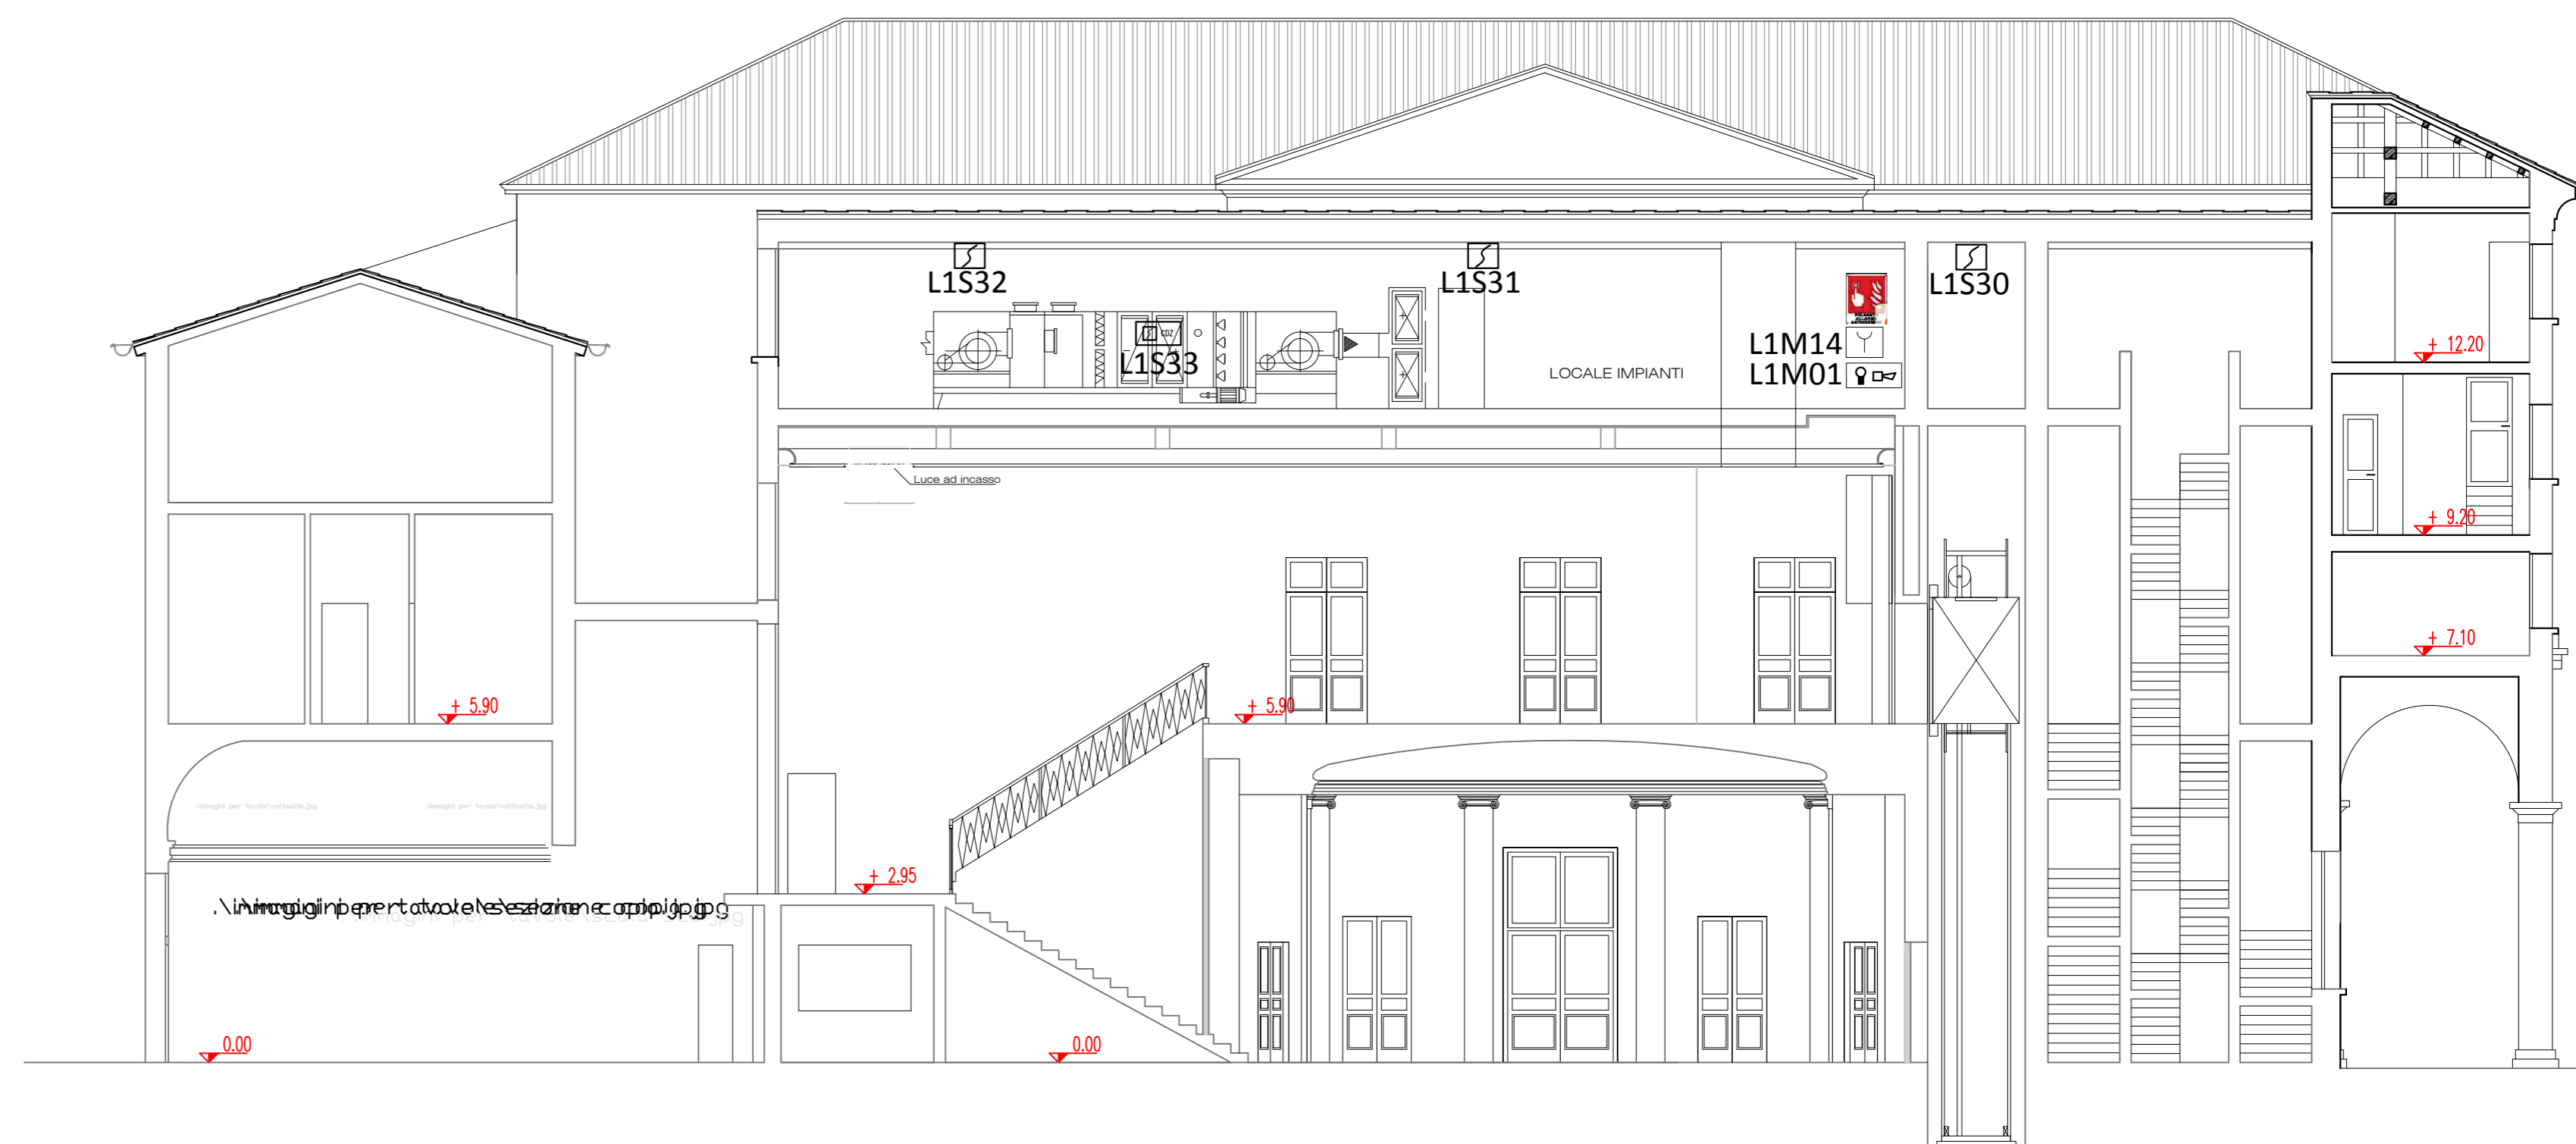 L1S32
L1S31
L1S30
CDZ
L1S33
L1M14
L1M01
LOCALE IMPIANTI
+ 12.20
Luce ad incasso
+ 9.20
+ 7.10
+ 5.90
+ 5.90
+ 2.95
0.00
0.00